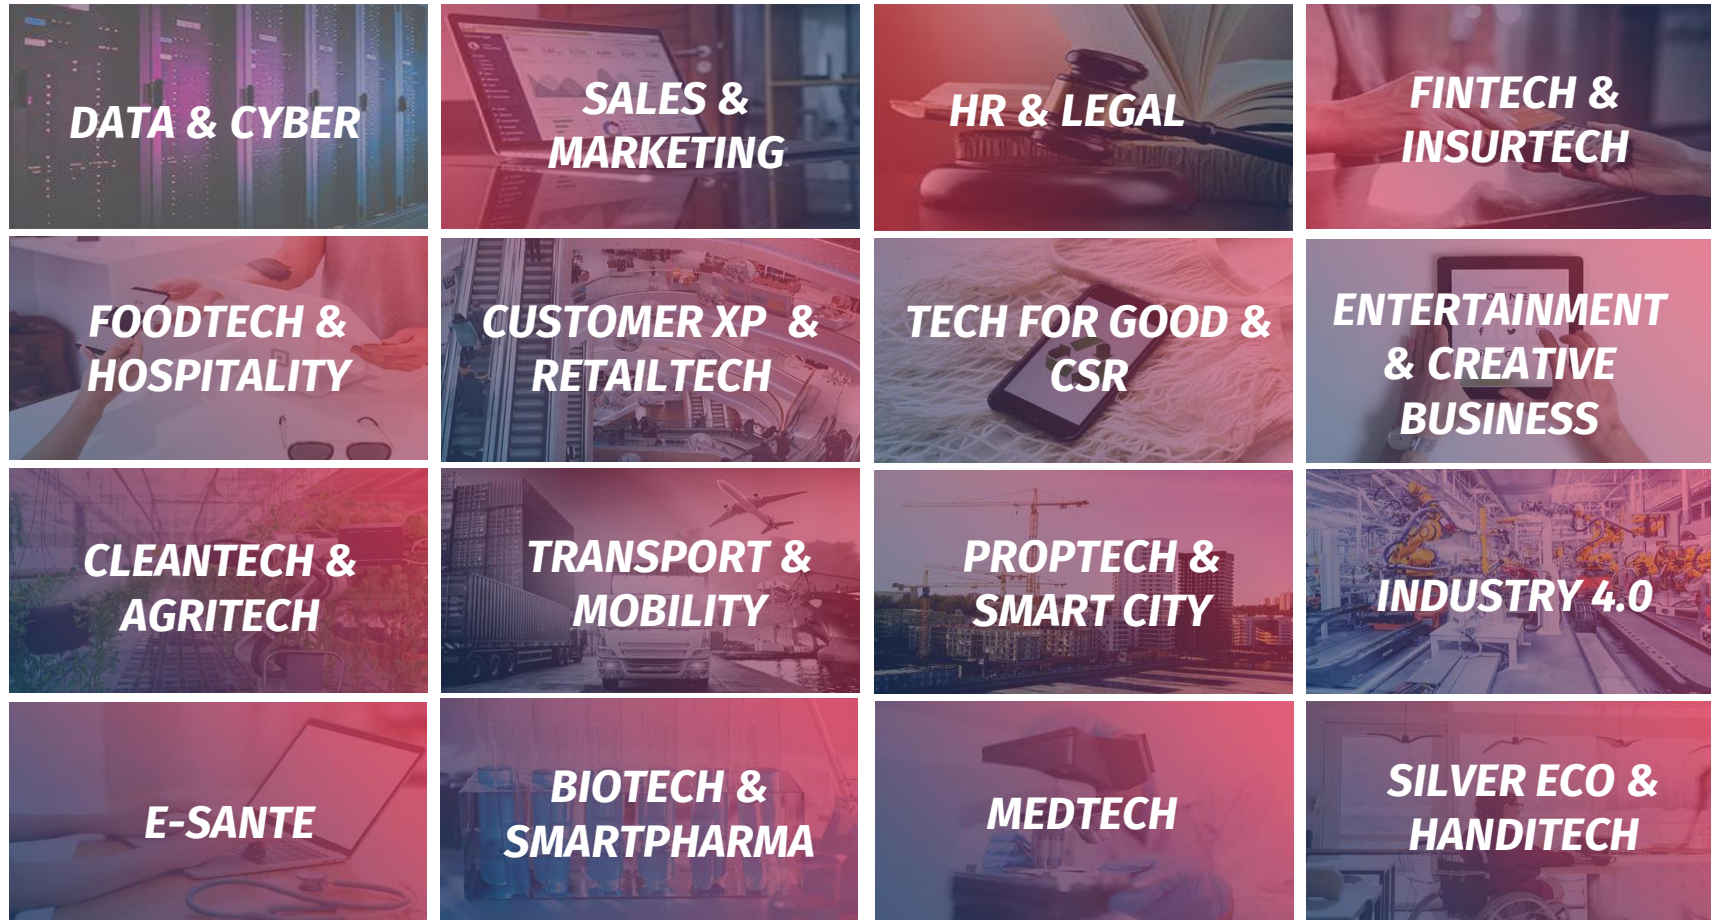 DATA & CYBER
SALES &
MARKETING
HR & LEGAL
FINTECH &
INSURTECH
FOODTECH &
HOSPITALITY
CUSTOMER XP &
RETAILTECH
TECH FOR GOOD &
CSR
ENTERTAINMENT
& CREATIVE
BUSINESS
CLEANTECH &
AGRITECH
TRANSPORT &
MOBILITY
PROPTECH &
SMART CITY
INDUSTRY 4.0
E-SANTE
BIOTECH &
SMARTPHARMA
MEDTECH
SILVER ECO &
HANDITECH